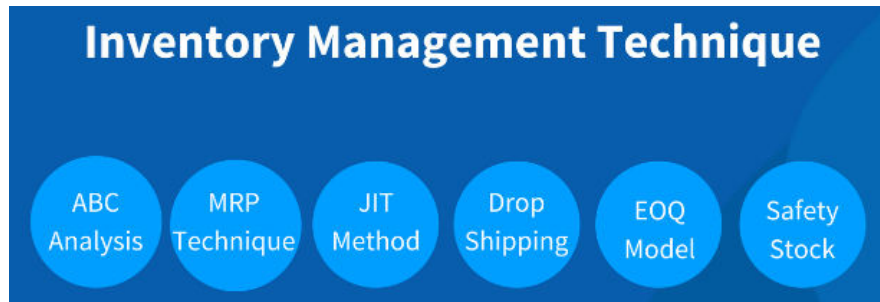 Inventory Management Technique
ABC
Analysis
MRP
Technique
JIT
Method
Drop
Shipping
EOQ
Model
Safety
Stock